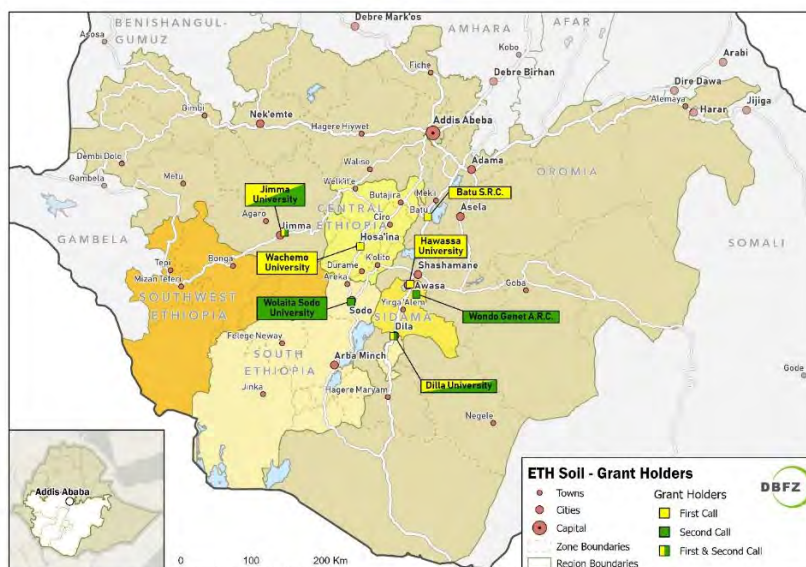 BENISHANGUL-
GUMUZ
Asosa
Debre Mark'os
AMHARA
AFAR
Kobo
Debre Birhan
Fiche
Arabi
Dire Dawa
Alemaya
Harar
Jijiga
Gimbi
Nek'emte
Hagere Hiywet
Addis Abeba
Dembi Dolo
Gambela
Metu
Waliso
Adama
OROMIA
Welkite
Butajira
Meki
Batu S.R.C.
Jimma
University
Agaro
Jimma
CENTRAL
ETHIOPIA
Ciro
Batu
Asela
GAMBELA
Hosa'ina
Hawassa
University
SOMALI
Wachemo
University
Tepi
Bonga
Mizan Teferi
Durame
K'olito
Shashamane
Goba
Areka
Awasa
SOUTHWEST
ETHIOPIA
Wolaita Sodo
University
Sodo
Yirga'Alem
SIDAMA
Wondo Genet A.R.C.
Dila
Felege Neway
SOUTH
ETHIOPIA
Arba Minch
Dilla University
Gode
Jinka
Hagere Maryam
Negele
Addis Ababa
0 100 200 Km
ETH Soil - Grant Holders
DBFZ
Towns
Cities
Capital
Zone Boundaries
Region Boundaries
Grant Holders
First Call
Second Call
First & Second Call